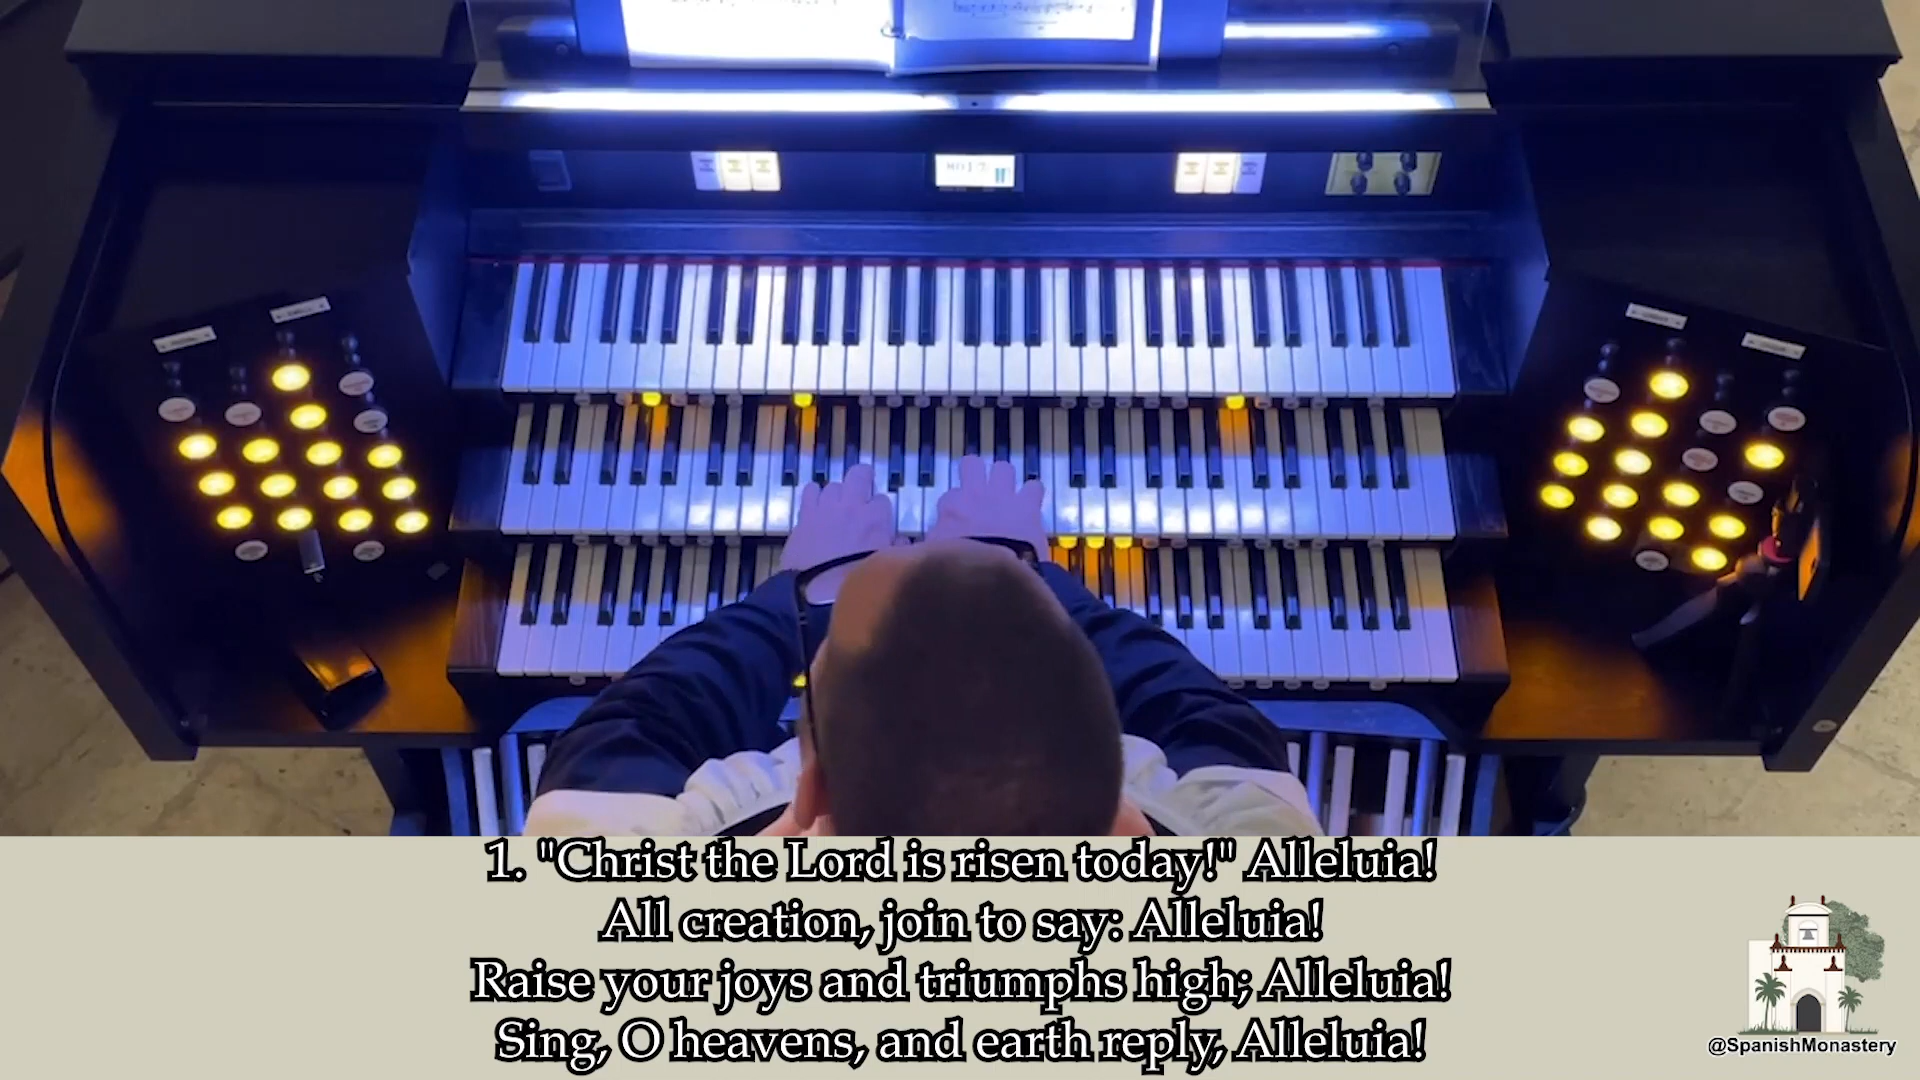 1. "Christ the Lord is risen today!" Alleluia!
All creation, join to say: Alleluia!
Raise your joys and triumphs high; Alleluia!
Sing, O heavens, and earth reply, Alleluia!
@SpanishMonastery